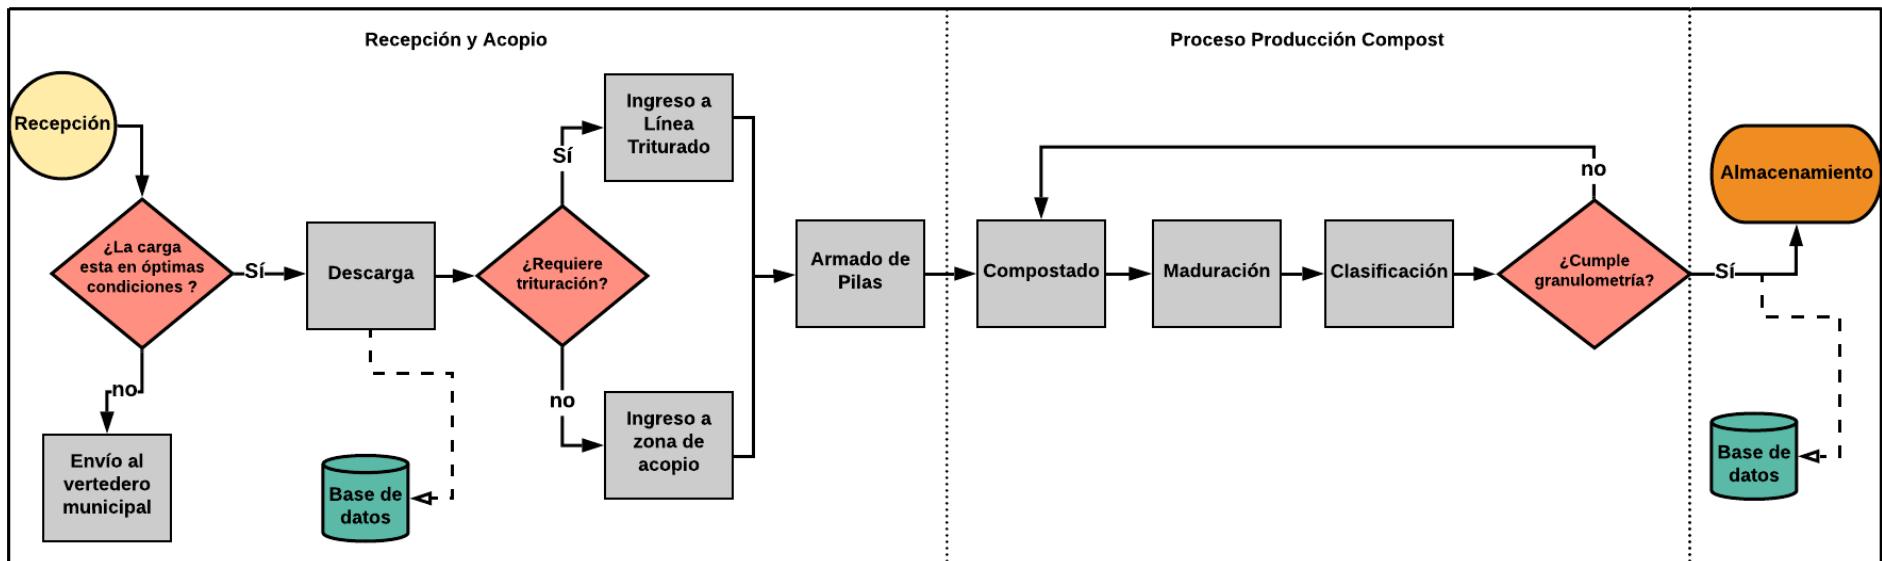 Recepción y Acopio
Proceso Producción Compost
Recepción
¿La carga
esta en óptimas
condiciones ?
Sí
no
Envío al
vertedero
municipal
Descarga
Base de
datos
¿Requiere
trituración?
Sí
no
Ingreso a
Línea
Triturado
Ingreso a
zona de
acopio
Armado de
Pilas
Compostado
Maduración
Clasificación
¿Cumple
granulometría?
no
Sí
Almacenamiento
Base de
datos